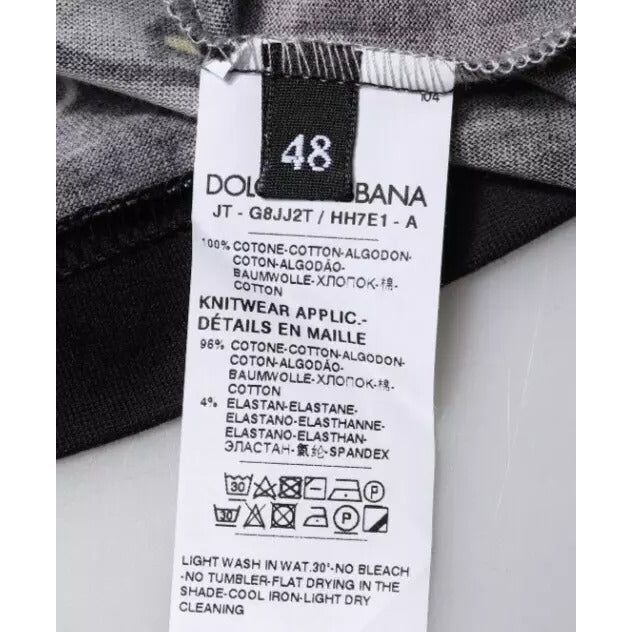 104
48
DOL BANA
JT - G8JJ2T / HH7E1 - A
100% COTONE-COTTON-ALGODON-
COTON-ALGODÃO-
BAUMWOLLE-ХЛОПОК-棉-
COTTON
KNITWEAR APPLIC.-
DÉTAILS EN MAILLE
96% COTONE-COTTON-ALGODON-
COTON-ALGODÃO-
BAUMWOLLE-ХЛОПОК-棉-
COTTON
4% ELASTAN-ELASTANE-
ELASTANO-ELASTHANNE-
ELASTANO-ELASTHAN-
ЭЛАСТАН-氨纶-SPANDEX
30 P
30 P
LIGHT WASH IN WAT.30°-NO BLEACH
-NO TUMBLER-FLAT DRYING IN THE
SHADE-COOL IRON-LIGHT DRY
CLEANING